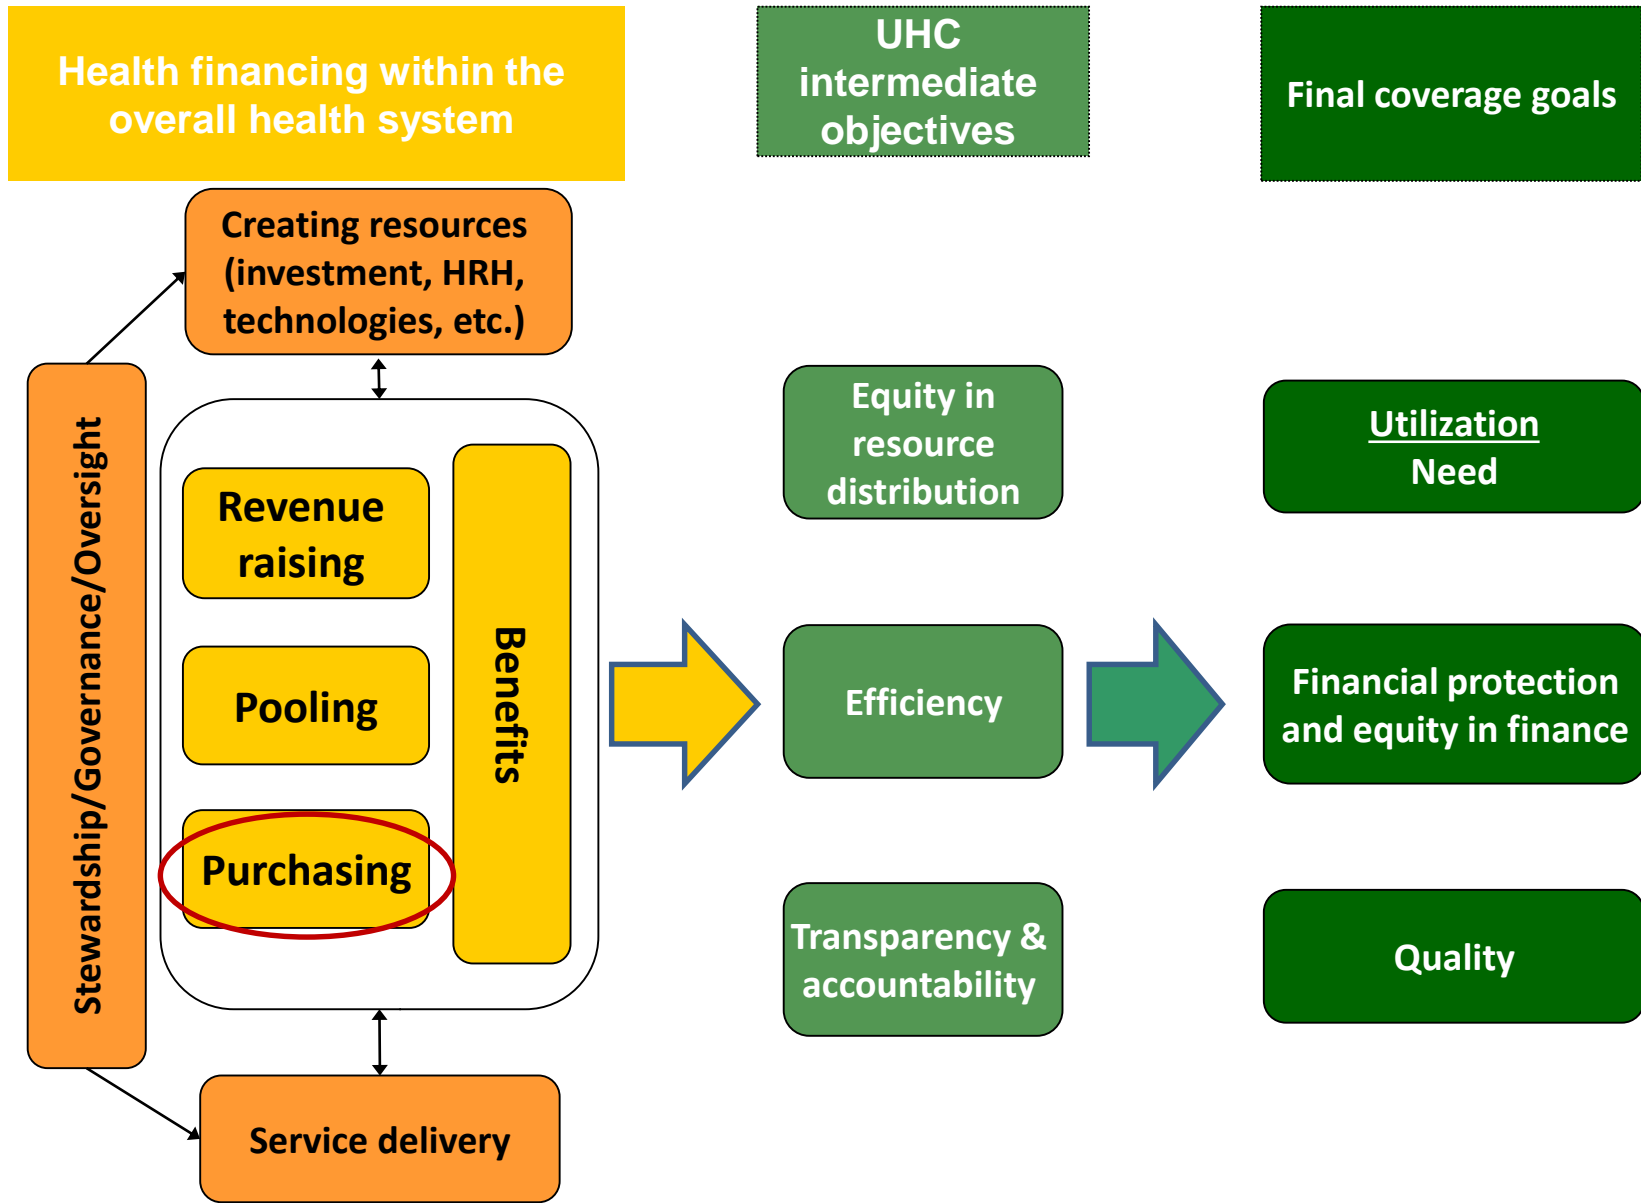 Health financing within the
overall health system
UHC
intermediate
objectives
Final coverage goals
Creating resources
(investment, HRH,
technologies, etc.)
Stewardship/Governance/Oversight
Revenue
raising
Pooling
Purchasing
Benefits
Service delivery
Equity in
resource
distribution
Efficiency
Transparency &
accountability
Utilization
Need
Financial protection
and equity in finance
Quality